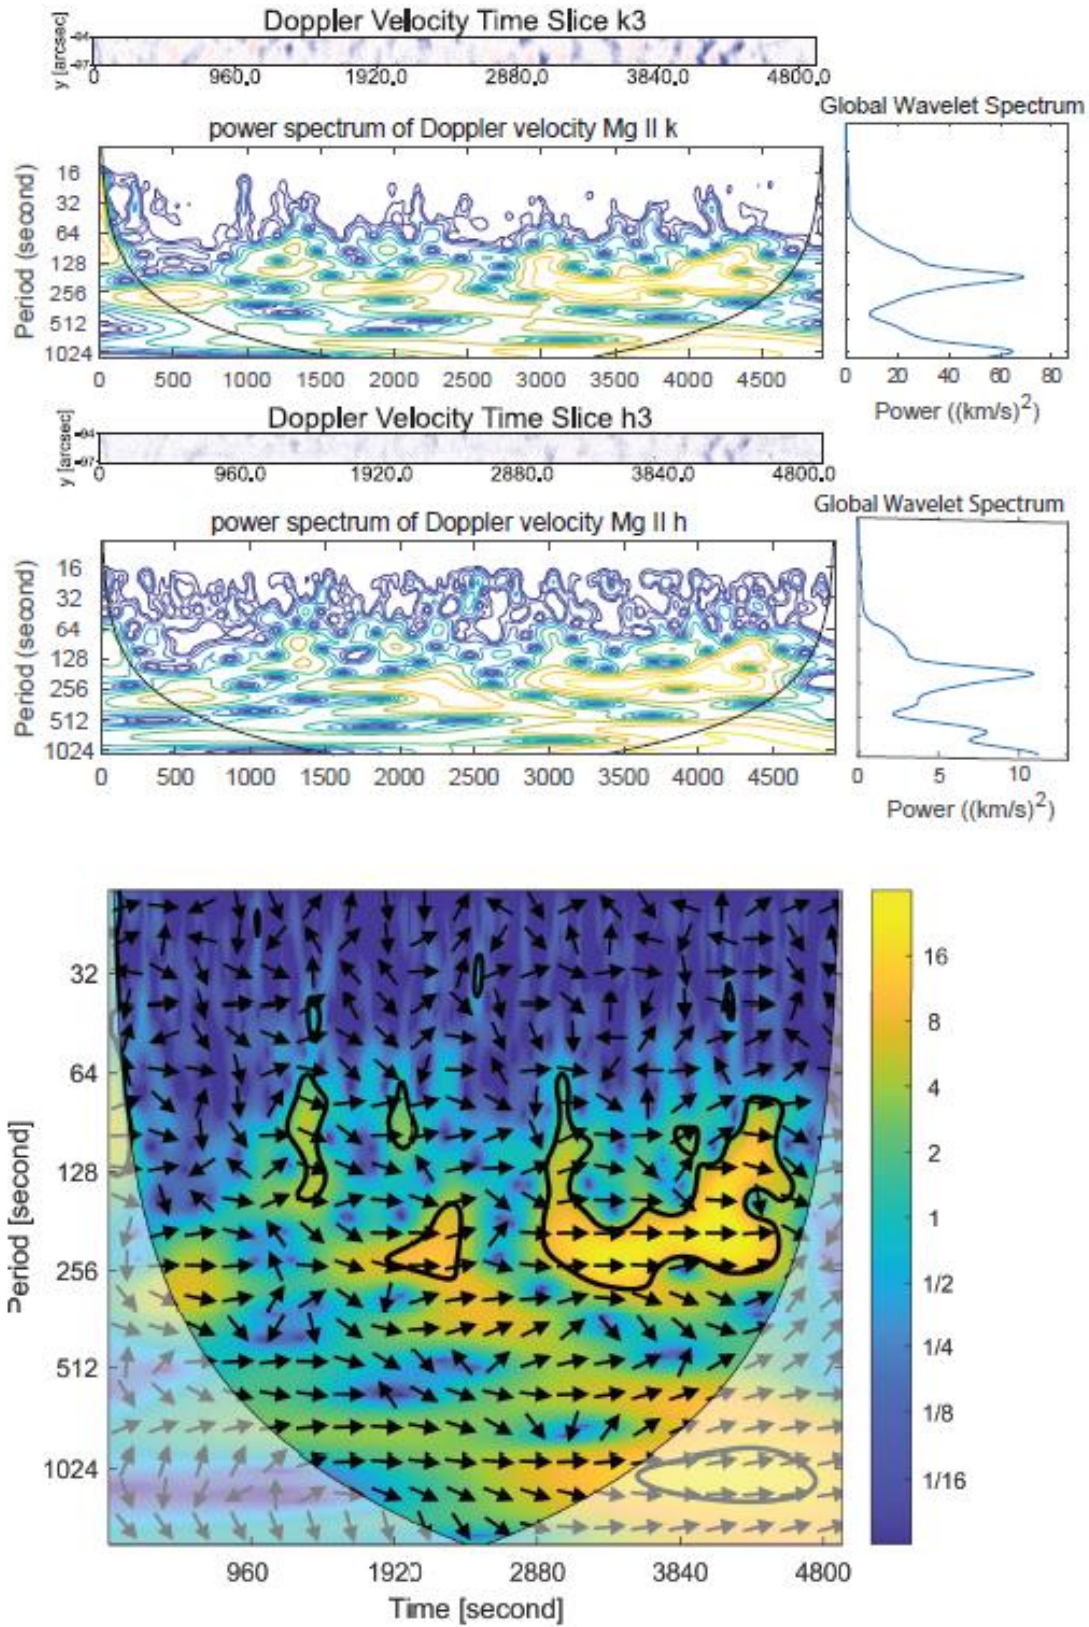 Doppler Velocity Time Slice k3
y [arcsec]
-94
-97
0 960.0 1920.0 2880.0 3840.0 4800.0
Global Wavelet Spectrum
power spectrum of Doppler velocity Mg II k
Period (second)
16
32
64
128
256
512
1024
0 500 1000 1500 2000 2500 3000 3500 4000 4500
0 20 40 60 80
Power ((km/s)2)
Doppler Velocity Time Slice h3
y [arcsec]
-94
-97
0 960.0 1920.0 2880.0 3840.0 4800.0
Global Wavelet Spectrum
power spectrum of Doppler velocity Mg II h
Period (second)
16
32
64
128
256
512
1024
0 500 1000 1500 2000 2500 3000 3500 4000 4500
0 5 10
Power ((km/s)2)
Period [second]
32
64
128
256
512
1024
960 1920 2880 3840 4800
Time [second]
16
8
4
2
1
1/2
1/4
1/8
1/16